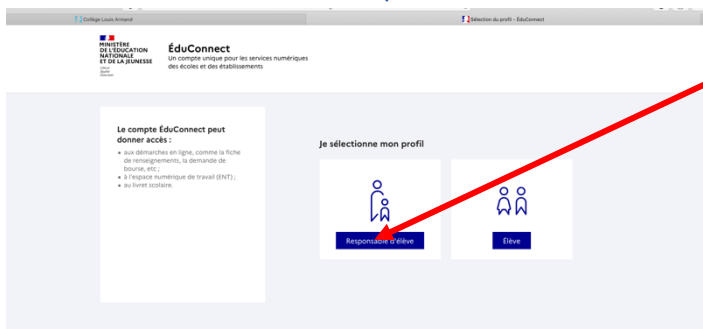 Collège Louis Armand
Sélection du profil - ÉduConnect
MINISTÈRE
DE L'ÉDUCATION
NATIONALE
ET DE LA JEUNESSE
Liberté
Égalité
Fraternité
ÉduConnect
Un compte unique pour les services numériques
des écoles et des établissements
Le compte ÉduConnect peut
donner accès :
• aux démarches en ligne, comme la fiche
de renseignements, la demande de
bourse, etc ;
• à l'espace numérique de travail (ENT) ;
• au livret scolaire.
Je sélectionne mon profil
Responsable d'élève
Élève